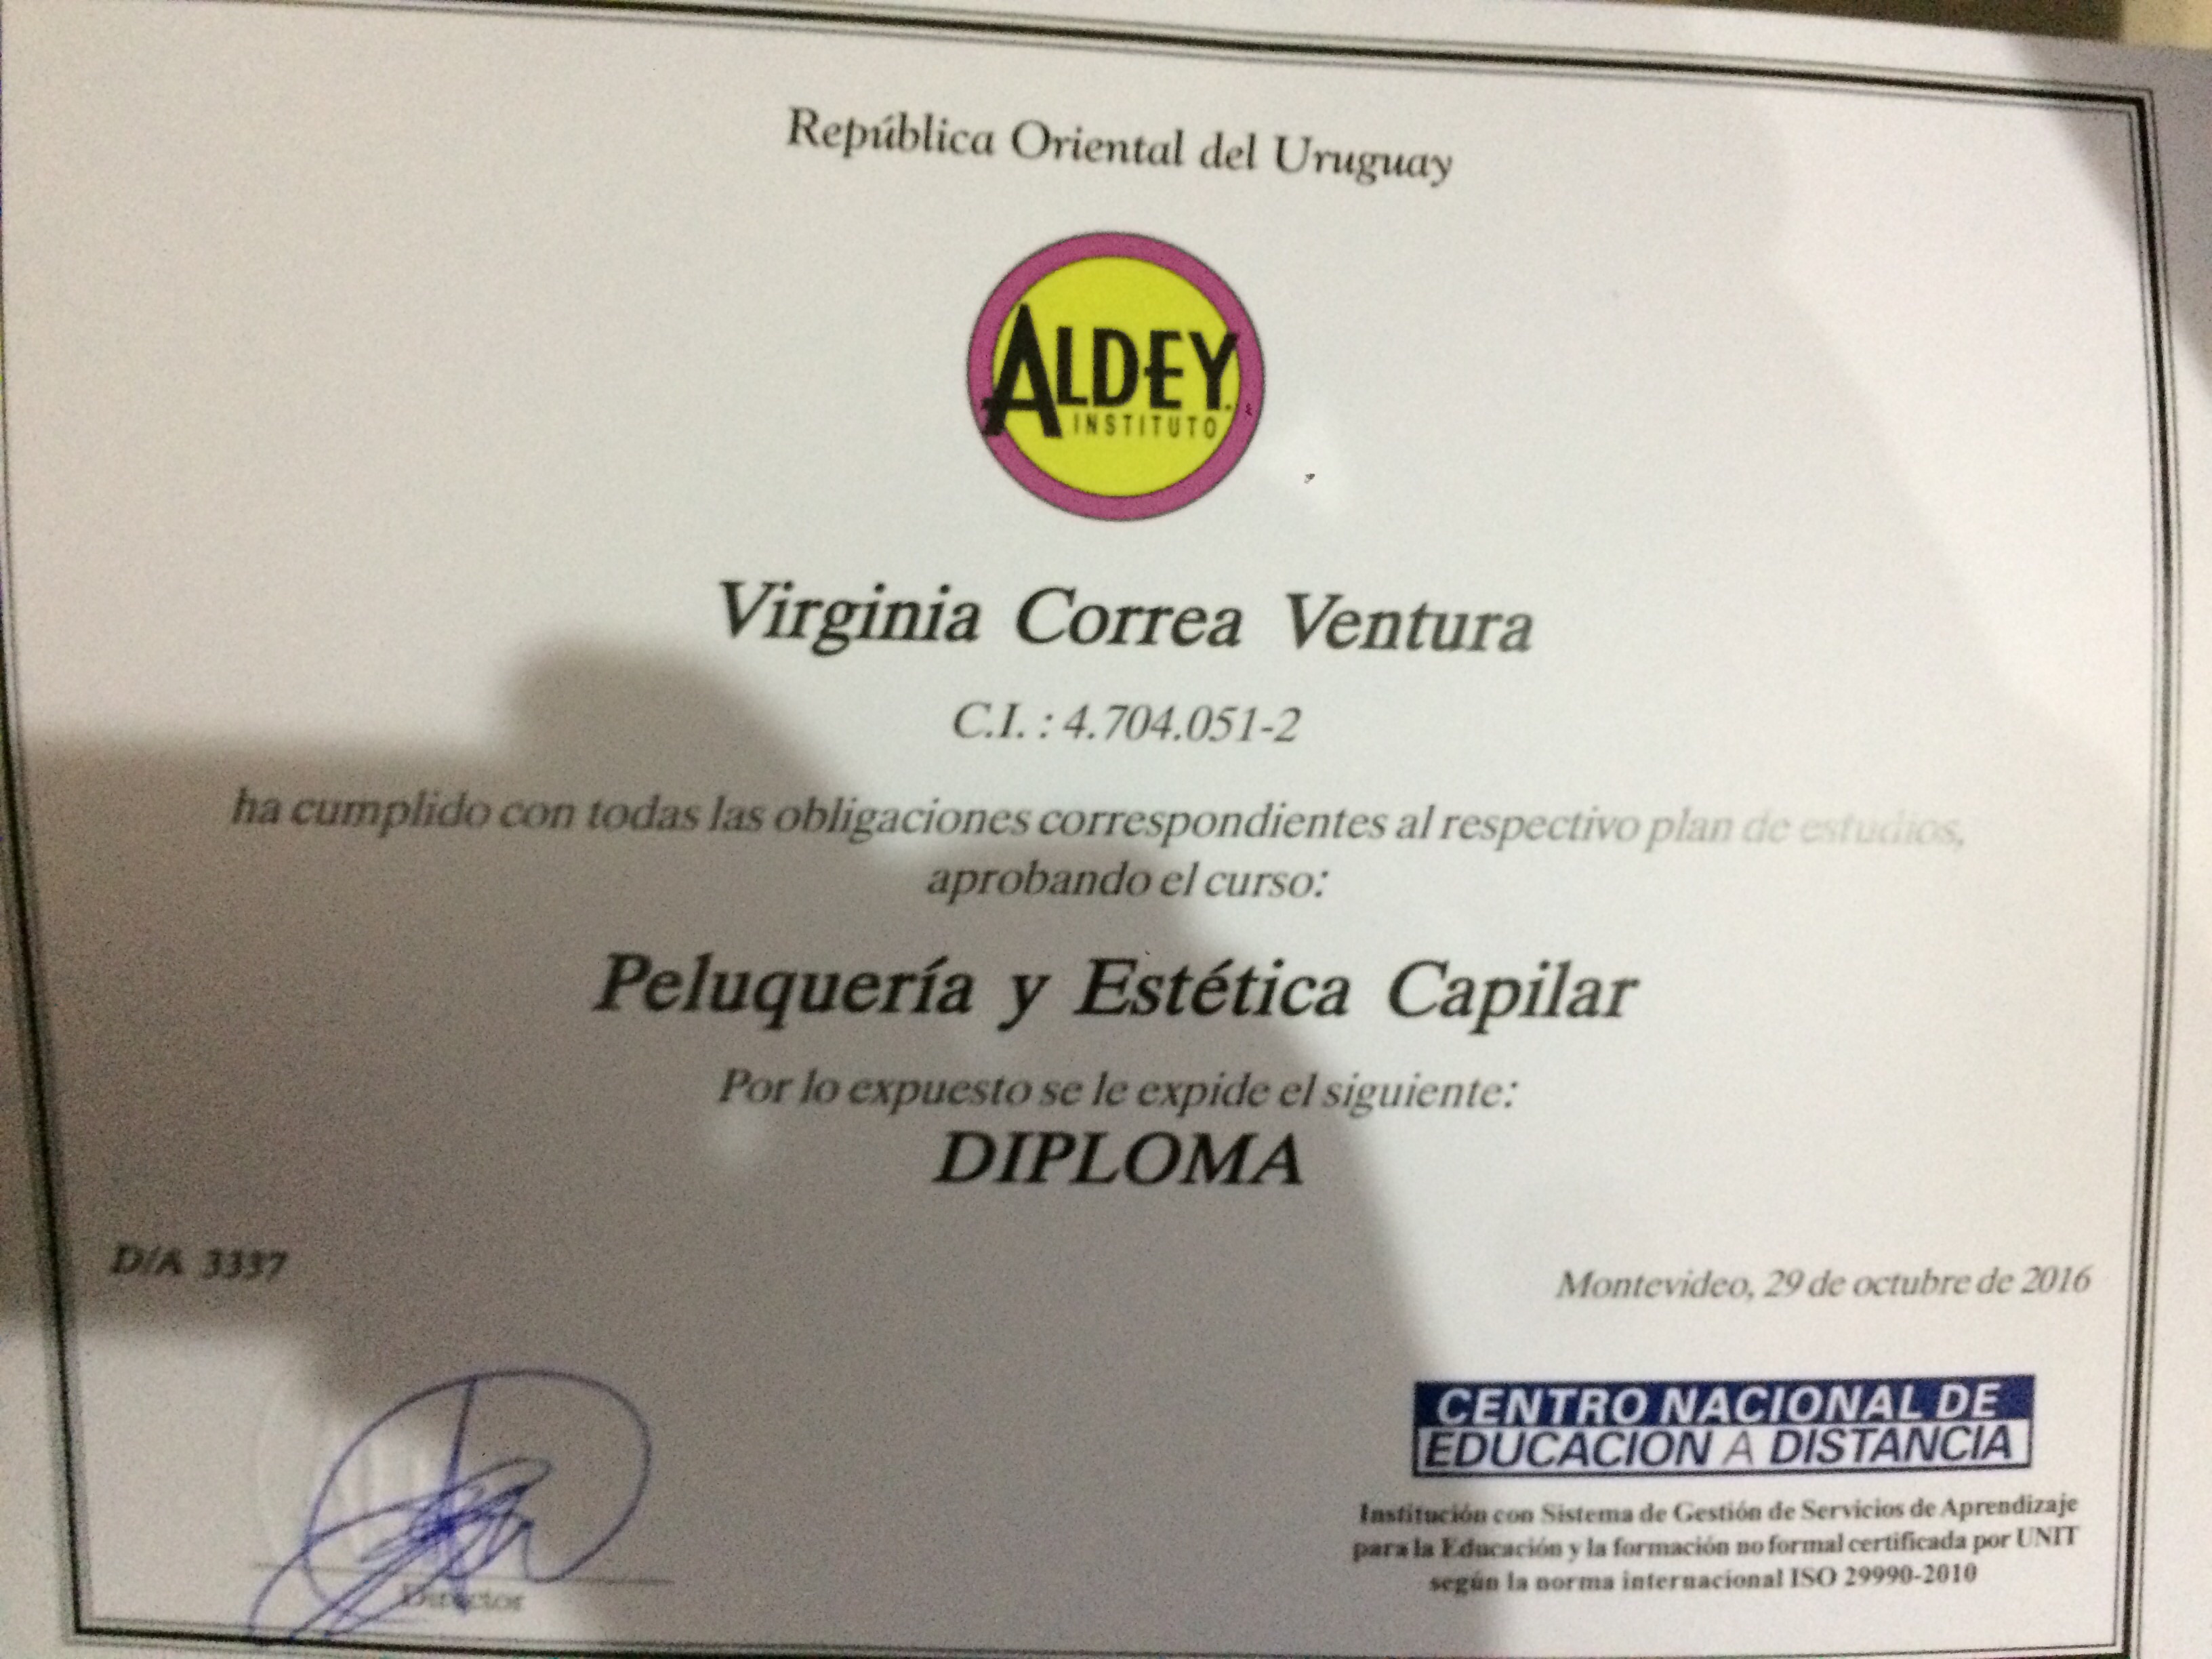 República Oriental del Uruguay
ALDEY
INSTITUTO
Virginia Correa Ventura
C.I. : 4.704.051-2
ha cumplido con todas las obligaciones correspondientes al respectivo plan de estudios,
aprobando el curso:
Peluquería y Estética Capilar
Por lo expuesto se le expide el siguiente:
DIPLOMA
D/A 3337
Montevideo, 29 de octubre de 2016
Director
CENTRO NACIONAL DE
EDUCACION A DISTANCIA
Institución con Sistema de Gestión de Servicios de Aprendizaje
para la Educación y la formación no formal certificada por UNIT
según la norma internacional ISO 29990-2010